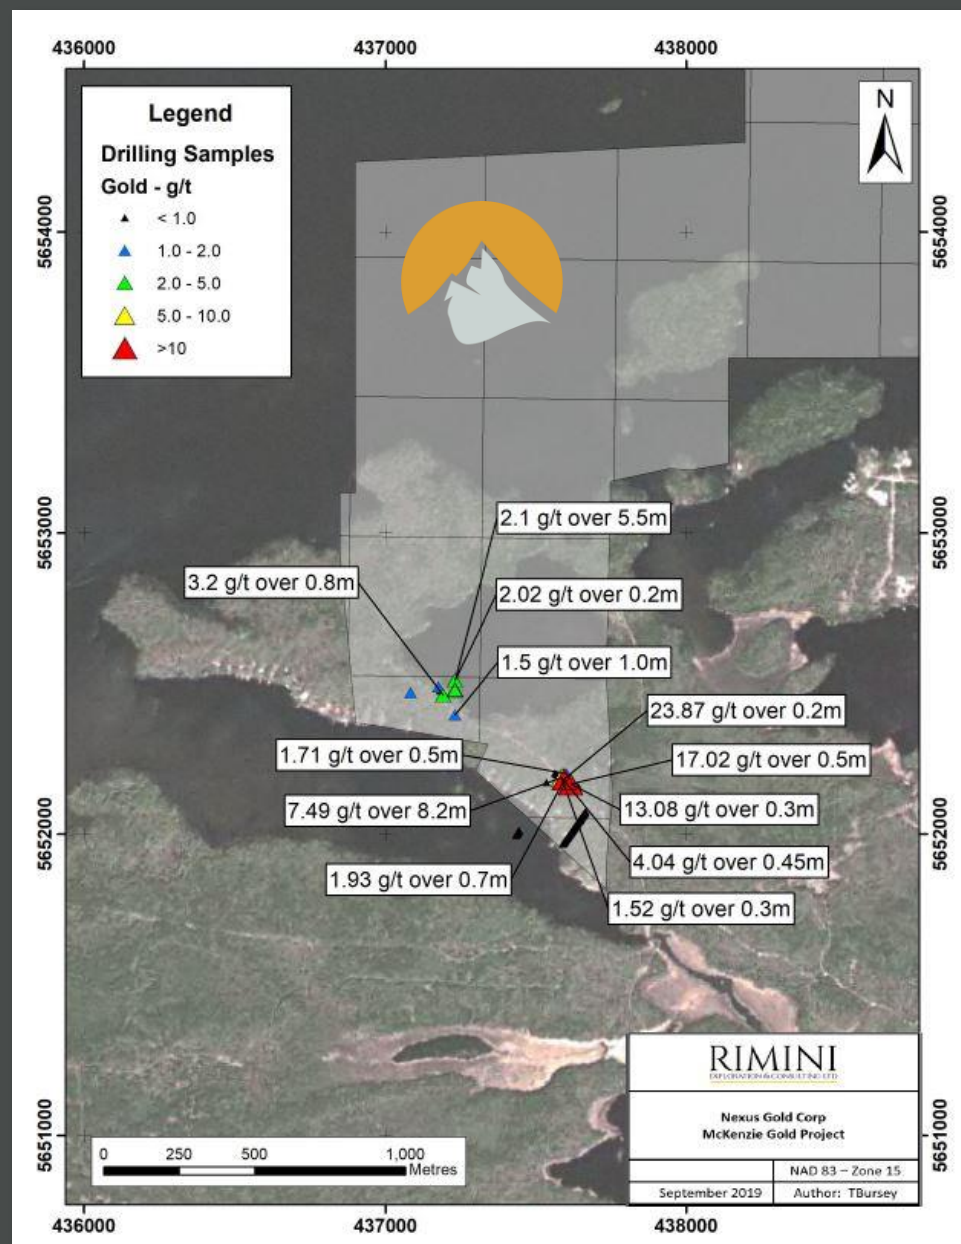 436000
437000
438000
Legend
Drilling Samples
Gold - g/t
< 1.0
1.0 - 2.0
2.0 - 5.0
5.0 - 10.0
>10
N
5654000
5654000
5653000
5653000
2.1 g/t over 5.5m
3.2 g/t over 0.8m
2.02 g/t over 0.2m
1.5 g/t over 1.0m
23.87 g/t over 0.2m
1.71 g/t over 0.5m
17.02 g/t over 0.5m
7.49 g/t over 8.2m
13.08 g/t over 0.3m
5652000
5652000
4.04 g/t over 0.45m
1.93 g/t over 0.7m
1.52 g/t over 0.3m
RIMINI
EXPLORATION & CONSULTING LTD
Nexus Gold Corp
McKenzie Gold Project
5651000
5651000
0 250 500 1,000
Metres
NAD 83 – Zone 15
September 2019 Author: TBursey
436000
437000
438000